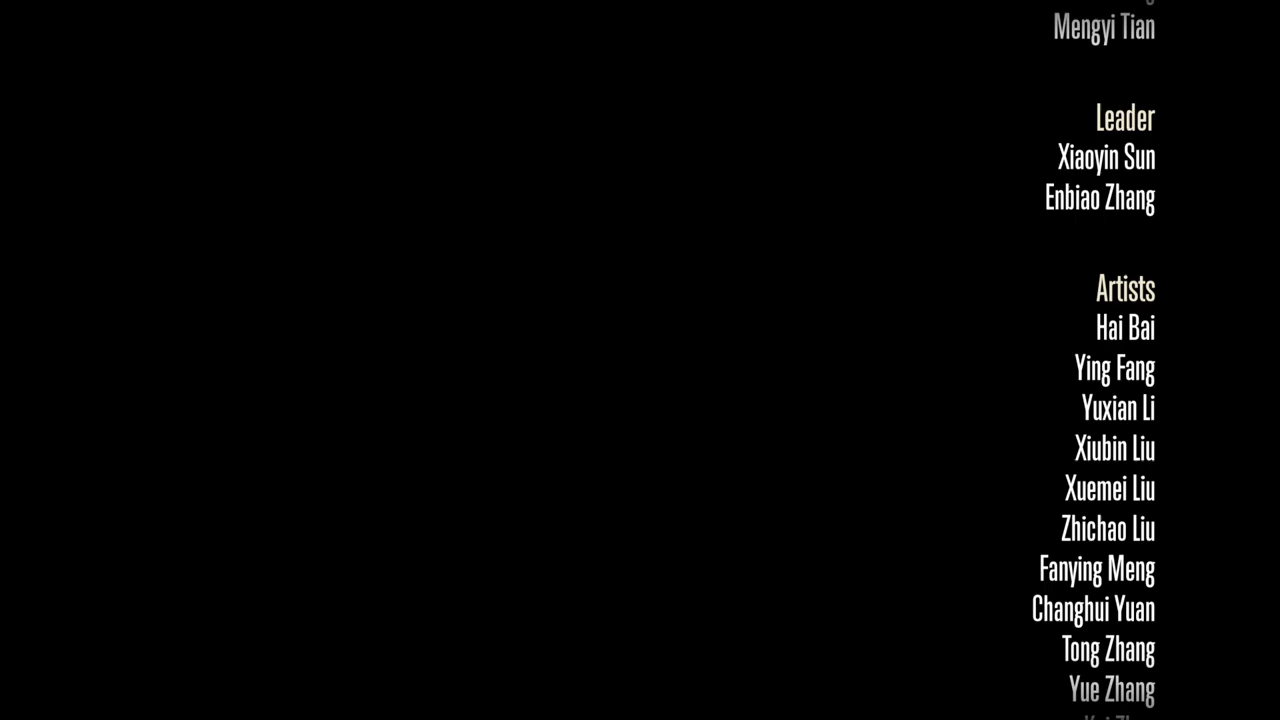 Mengyi Tian
Leader
Xiaoyin Sun
Enbiao Zhang
Artists
Hai Bai
Ying Fang
Yuxian Li
Xiubin Liu
Xuemei Liu
Zhichao Liu
Fanying Meng
Changhui Yuan
Tong Zhang
Yue Zhang